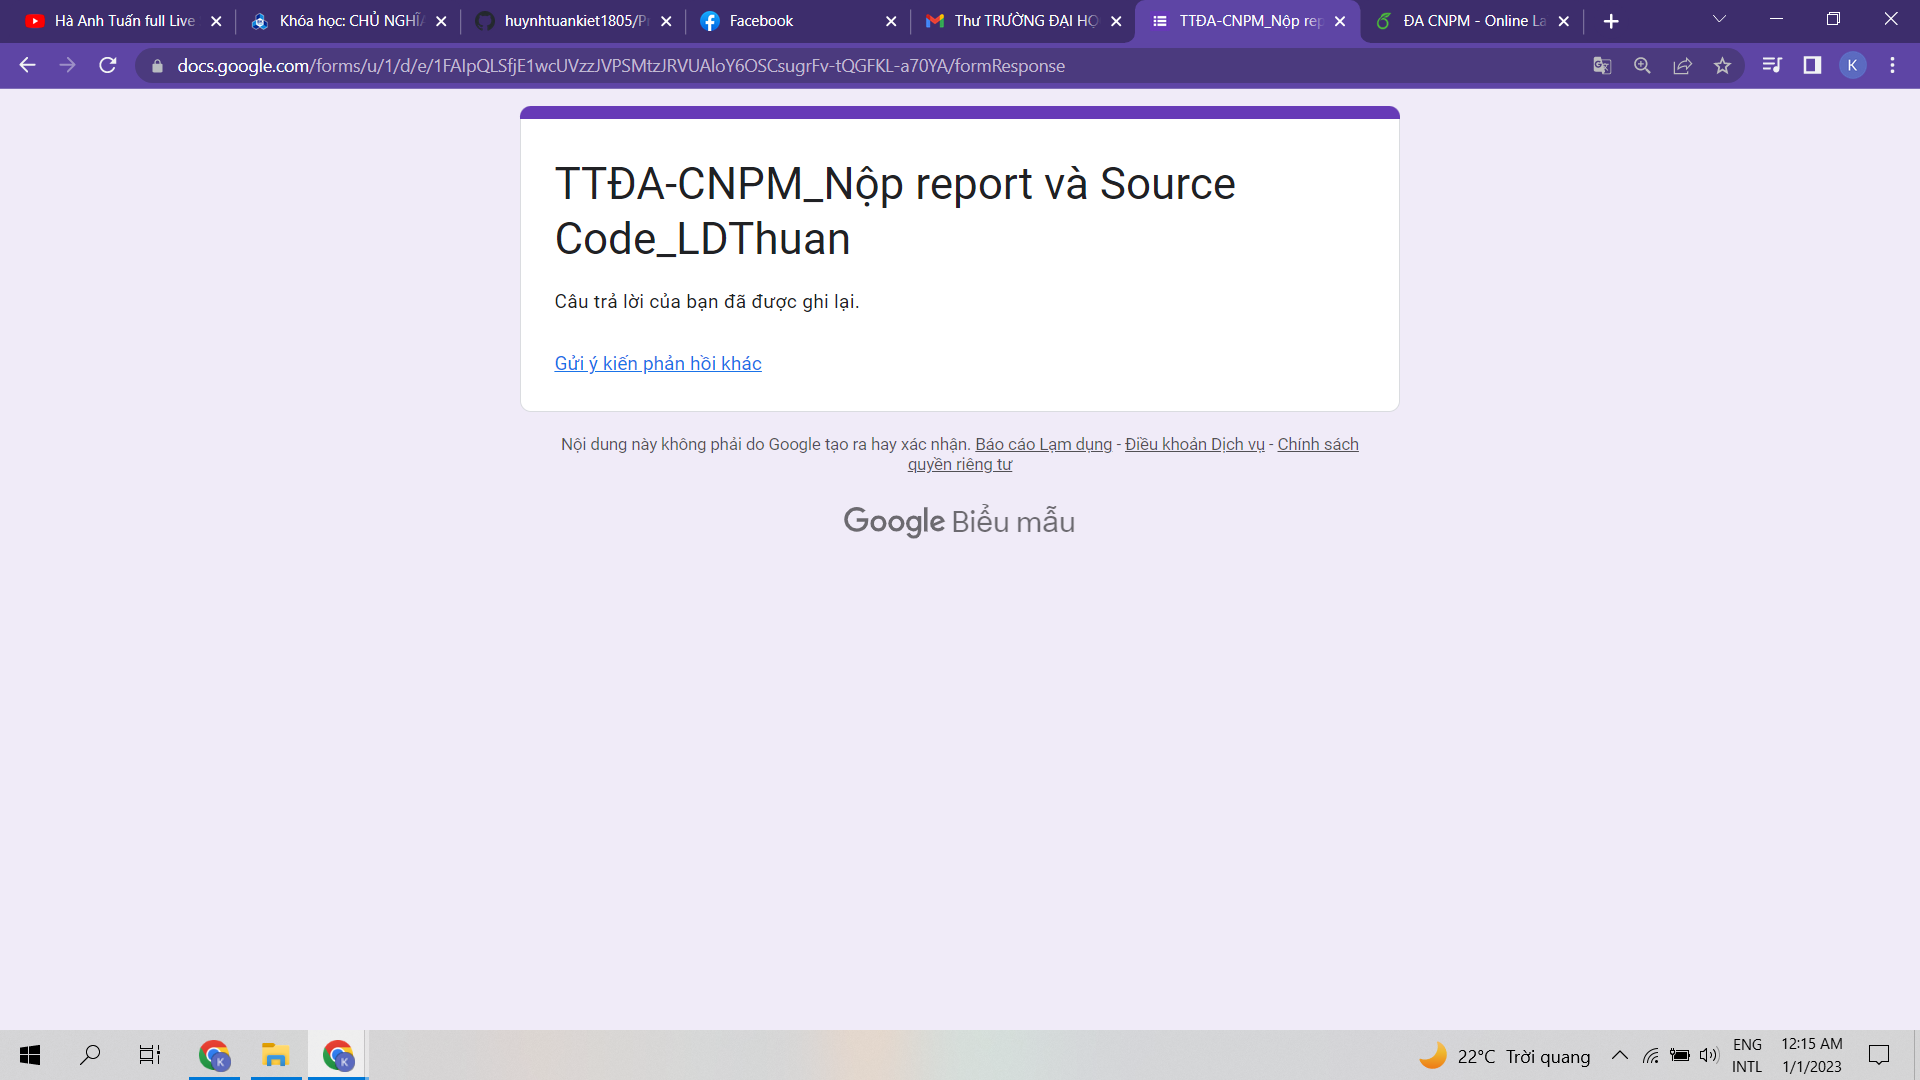 Hà Anh Tuấn full Live
Khóa học: CHỦ NGHĨA
huynhtuankiet1805/Pr
Facebook
Thư TRƯỜNG ĐẠI HỌ
TTĐA-CNPM_Nộp rep
ĐA CNPM - Online La
docs.google.com/forms/u/1/d/e/1FAIpQLSfjE1wcUVzzJVPSMtzJRVUAloY6OSCsugrFv-tQGFKL-a70YA/formResponse
K
TTĐA-CNPM_Nộp report và Source
Code_LDThuan
Câu trả lời của bạn đã được ghi lại.
Gửi ý kiến phản hồi khác
Nội dung này không phải do Google tạo ra hay xác nhận. Báo cáo Lạm dụng - Điều khoản Dịch vụ - Chính sách
quyền riêng tư
Google Biểu mẫu
K
K
22°C Trời quang
ENG
INTL
12:15 AM
1/1/2023